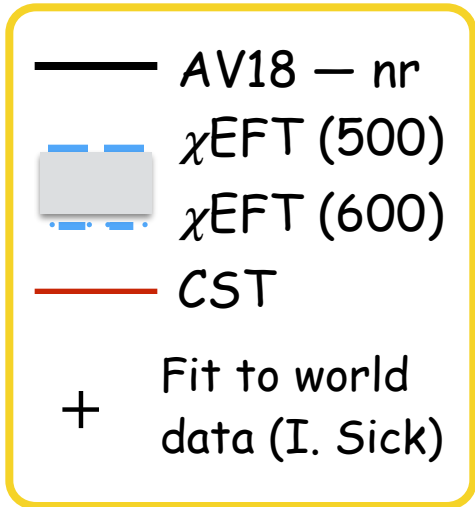 AV18 — nr
χEFT (500)
χEFT (600)
CST
Fit to world
data (I. Sick)